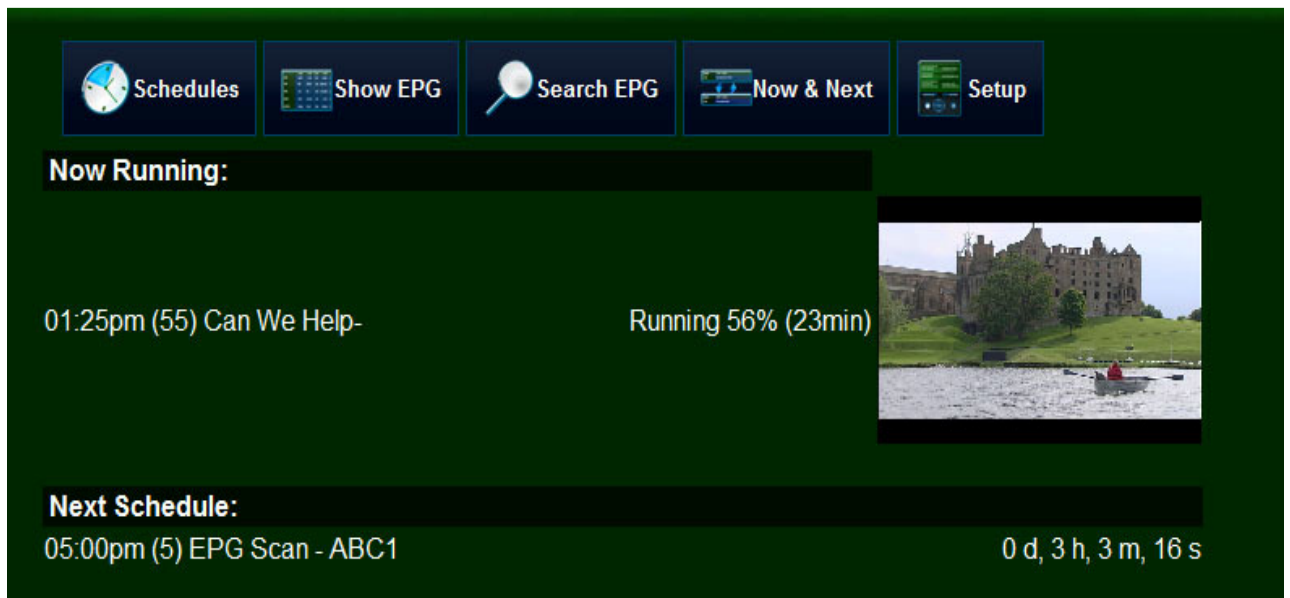 Schedules
Show EPG
Search EPG
Now & Next
Setup
Now Running:
01:25pm (55) Can We Help- Running 56% (23min)
Next Schedule:
05:00pm (5) EPG Scan - ABC1 0 d, 3 h, 3 m, 16 s